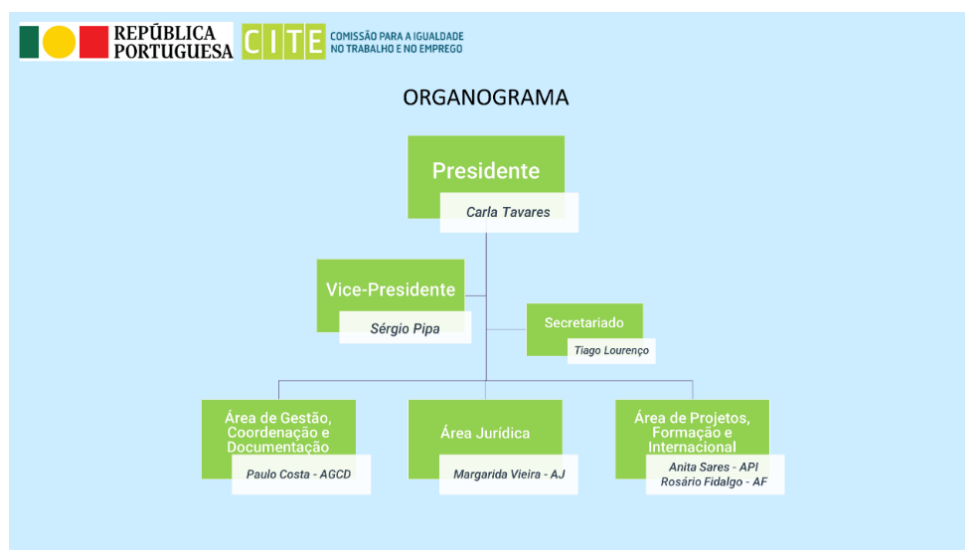 REPÚBLICA
PORTUGUESA
CITE
COMISSÃO PARA A IGUALDADE
NO TRABALHO E NO EMPREGO
ORGANOGRAMA
Presidente
Carla Tavares
Vice-Presidente
Sérgio Pipa
Secretariado
Tiago Lourenço
Área de Gestão,
Coordenação e
Documentação
Paulo Costa - AGCD
Área Jurídica
Margarida Vieira - AJ
Área de Projetos,
Formação e
Internacional
Anita Sares - API
Rosário Fidalgo - AF